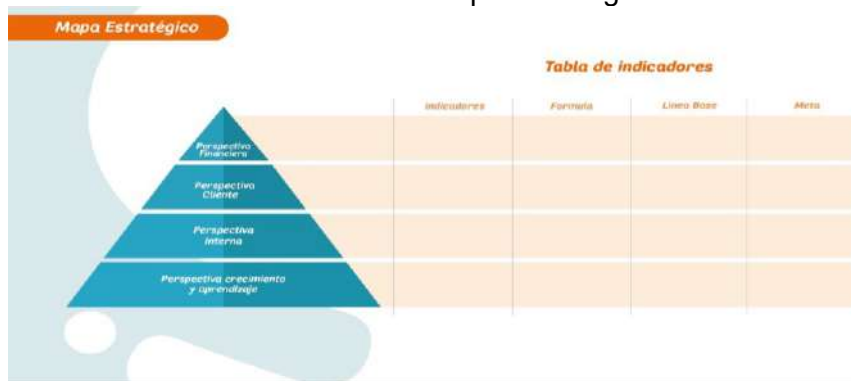 Mapa Estratégico
Tabla de indicadores
Indicadores Formula Linea Base Meta
Perspectiva
Financiera
Perspectiva
Cliente
Perspectiva
Interna
Perspectiva crecimiento
y aprendizaje